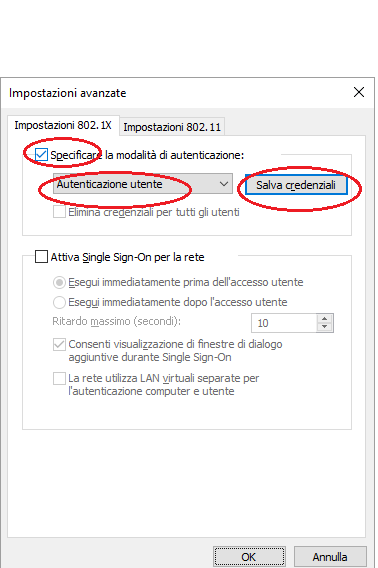 Impostazioni avanzate
Impostazioni 802.1X
Impostazioni 802.11
Specificare la modalità di autenticazione:
Autenticazione utente
Salva credenziali
Elimina credenziali per tutti gli utenti
Attiva Single Sign-On per la rete
Esegui immediatamente prima dell'accesso utente
Esegui immediatamente dopo l'accesso utente
Ritardo massimo (secondi):
10
Consenti visualizzazione di finestre di dialogo
aggiuntive durante Single Sign-On
La rete utilizza LAN virtuali separate per
l'autenticazione computer e utente
OK
Annulla